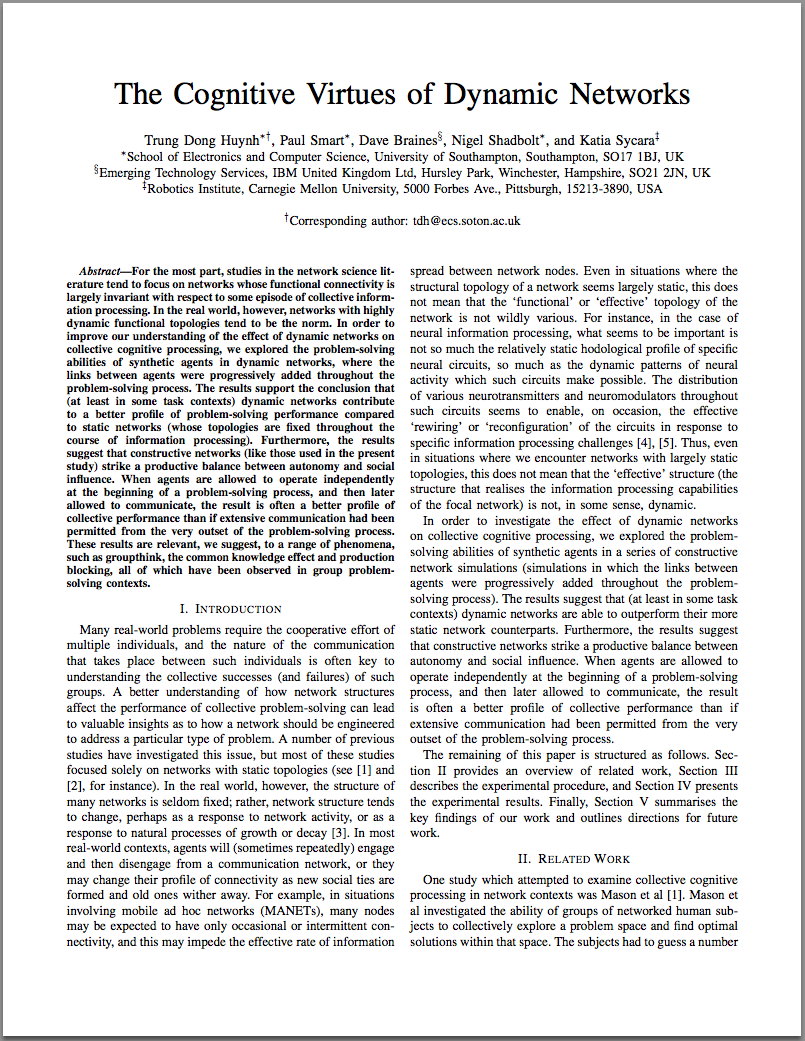 The Cognitive Virtues of Dynamic Networks
Trung Dong Huynh*†, Paul Smart*, Dave Braines§, Nigel Shadbolt*, and Katia Sycara‡
*School of Electronics and Computer Science, University of Southampton, Southampton, SO17 1BJ, UK
§Emerging Technology Services, IBM United Kingdom Ltd, Hursley Park, Winchester, Hampshire, SO21 2JN, UK
‡Robotics Institute, Carnegie Mellon University, 5000 Forbes Ave., Pittsburgh, 15213-3890, USA
†Corresponding author: tdh@ecs.soton.ac.uk
Abstract—For the most part, studies in the network science lit-
erature tend to focus on networks whose functional connectivity is
largely invariant with respect to some episode of collective inform-
ation processing. In the real world, however, networks with highly
dynamic functional topologies tend to be the norm. In order to
improve our understanding of the effect of dynamic networks on
collective cognitive processing, we explored the problem-solving
abilities of synthetic agents in dynamic networks, where the
links between agents were progressively added throughout the
problem-solving process. The results support the conclusion that
(at least in some task contexts) dynamic networks contribute
to a better profile of problem-solving performance compared
to static networks (whose topologies are fixed throughout the
course of information processing). Furthermore, the results
suggest that constructive networks (like those used in the present
study) strike a productive balance between autonomy and social
influence. When agents are allowed to operate independently
at the beginning of a problem-solving process, and then later
allowed to communicate, the result is often a better profile of
collective performance than if extensive communication had been
permitted from the very outset of the problem-solving process.
These results are relevant, we suggest, to a range of phenomena,
such as groupthink, the common knowledge effect and production
blocking, all of which have been observed in group problem-
solving contexts.
I. INTRODUCTION
Many real-world problems require the cooperative effort of
multiple individuals, and the nature of the communication
that takes place between such individuals is often key to
understanding the collective successes (and failures) of such
groups. A better understanding of how network structures
affect the performance of collective problem-solving can lead
to valuable insights as to how a network should be engineered
to address a particular type of problem. A number of previous
studies have investigated this issue, but most of these studies
focused solely on networks with static topologies (see [1] and
[2], for instance). In the real world, however, the structure of
many networks is seldom fixed; rather, network structure tends
to change, perhaps as a response to network activity, or as a
response to natural processes of growth or decay [3]. In most
real-world contexts, agents will (sometimes repeatedly) engage
and then disengage from a communication network, or they
may change their profile of connectivity as new social ties are
formed and old ones wither away. For example, in situations
involving mobile ad hoc networks (MANETs), many nodes
may be expected to have only occasional or intermittent con-
nectivity, and this may impede the effective rate of information
spread between network nodes. Even in situations where the
structural topology of a network seems largely static, this does
not mean that the ‘functional’ or ‘effective’ topology of the
network is not wildly various. For instance, in the case of
neural information processing, what seems to be important is
not so much the relatively static hodological profile of specific
neural circuits, so much as the dynamic patterns of neural
activity which such circuits make possible. The distribution
of various neurotransmitters and neuromodulators throughout
such circuits seems to enable, on occasion, the effective
‘rewiring’ or ‘reconfiguration’ of the circuits in response to
specific information processing challenges [4], [5]. Thus, even
in situations where we encounter networks with largely static
topologies, this does not mean that the ‘effective’ structure (the
structure that realises the information processing capabilities
of the focal network) is not, in some sense, dynamic.
In order to investigate the effect of dynamic networks
on collective cognitive processing, we explored the problem-
solving abilities of synthetic agents in a series of constructive
network simulations (simulations in which the links between
agents were progressively added throughout the problem-
solving process). The results suggest that (at least in some task
contexts) dynamic networks are able to outperform their more
static network counterparts. Furthermore, the results suggest
that constructive networks strike a productive balance between
autonomy and social influence. When agents are allowed to
operate independently at the beginning of a problem-solving
process, and then later allowed to communicate, the result
is often a better profile of collective performance than if
extensive communication had been permitted from the very
outset of the problem-solving process.
The remaining of this paper is structured as follows. Sec-
tion II provides an overview of related work, Section III
describes the experimental procedure, and Section IV presents
the experimental results. Finally, Section V summarises the
key findings of our work and outlines directions for future
work.
II. RELATED WORK
One study which attempted to examine collective cognitive
processing in network contexts was Mason et al [1]. Mason et
al investigated the ability of groups of networked human sub-
jects to collectively explore a problem space and find optimal
solutions within that space. The subjects had to guess a number